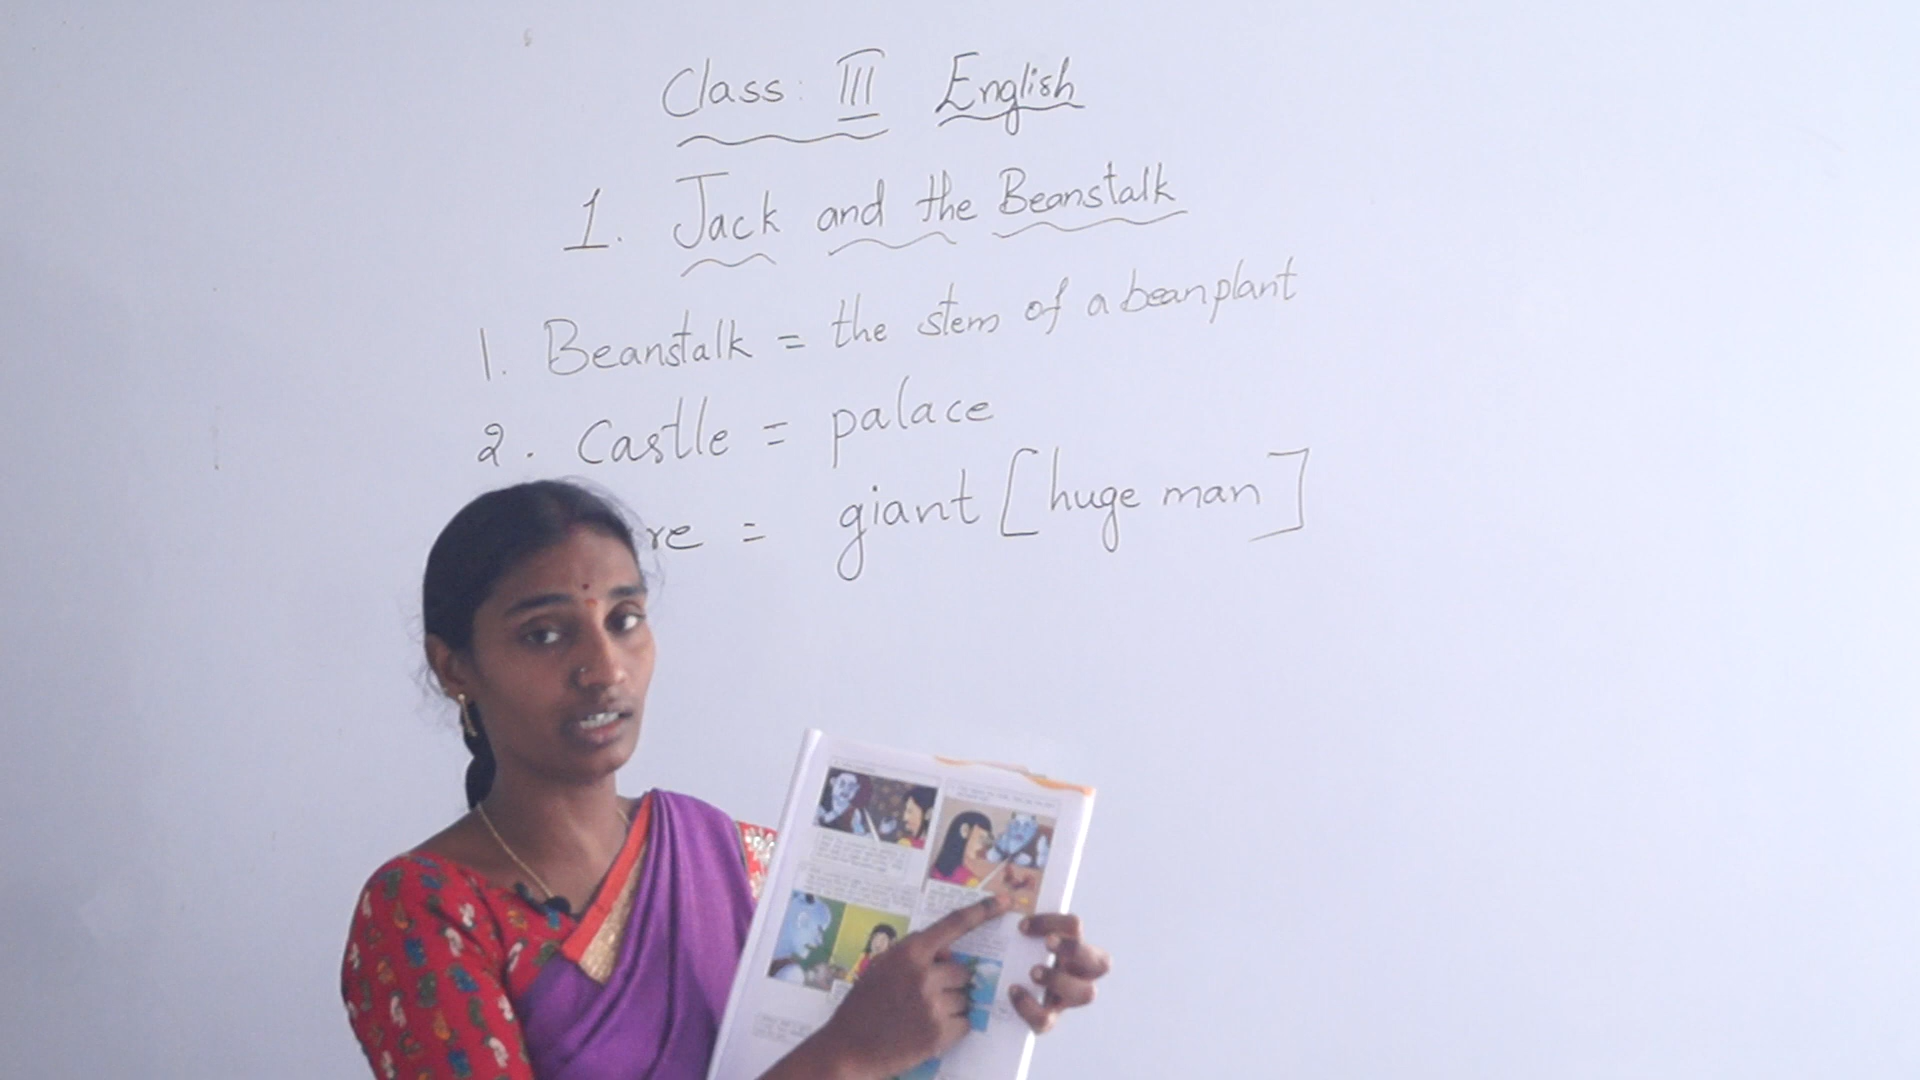 Class: III English
1. Jack and the Beanstalk
1. Beanstalk = the stem of a beanplant
2. Castle = palace
re = giant [huge man]